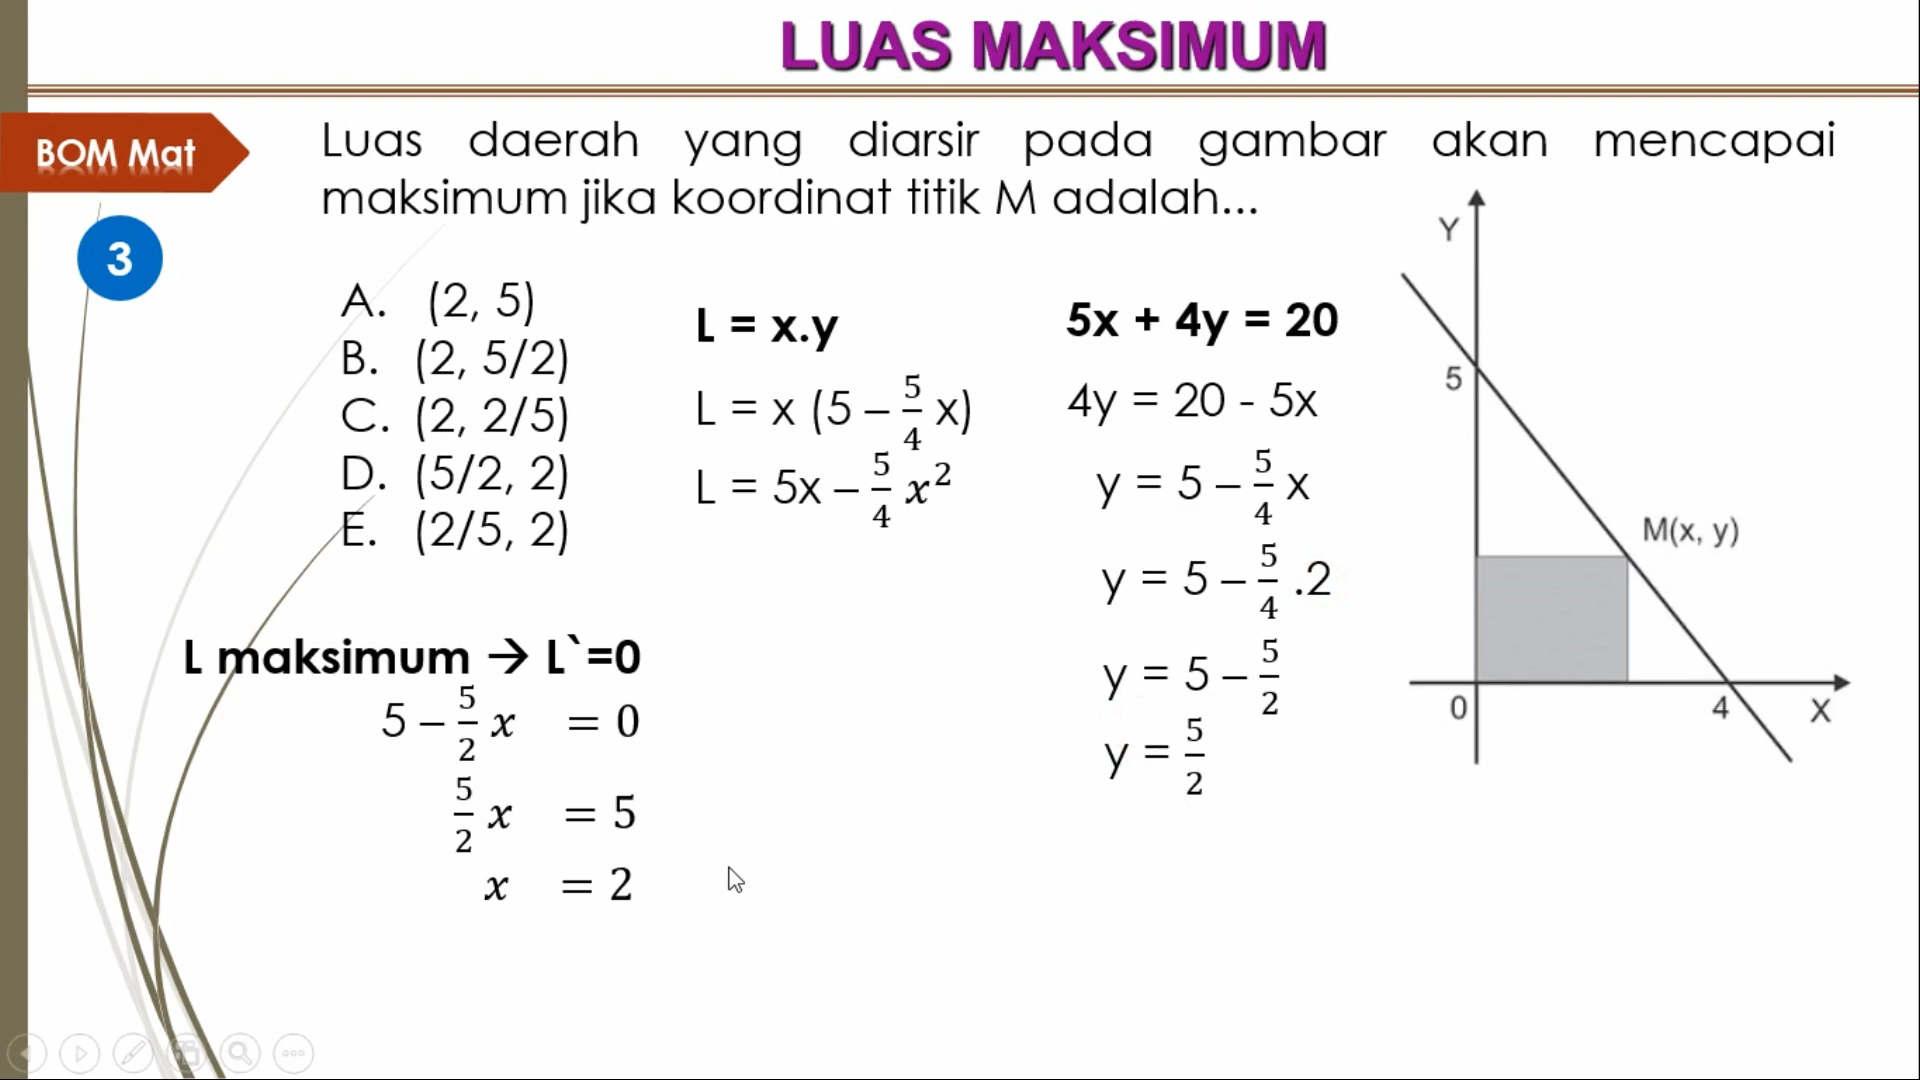 LUAS MAKSIMUM
BOM Mat
3
Luas daerah yang diarsir pada gambar akan mencapai
maksimum jika koordinat titik M adalah...
A. (2, 5)
B. (2, 5/2)
C. (2, 2/5)
D. (5/2, 2)
E. (2/5, 2)
L = x.y
L = x (5 – 5/4 x)
L = 5x – 5/4 x²
L maksimum → L`=0
5 – 5/2 x = 0
5/2 x = 5
x = 2
5x + 4y = 20
4y = 20 - 5x
y = 5 – 5/4 x
y = 5 – 5/4 .2
y = 5 – 5/2
y = 5/2
Y
5
M(x, y)
0
4
X